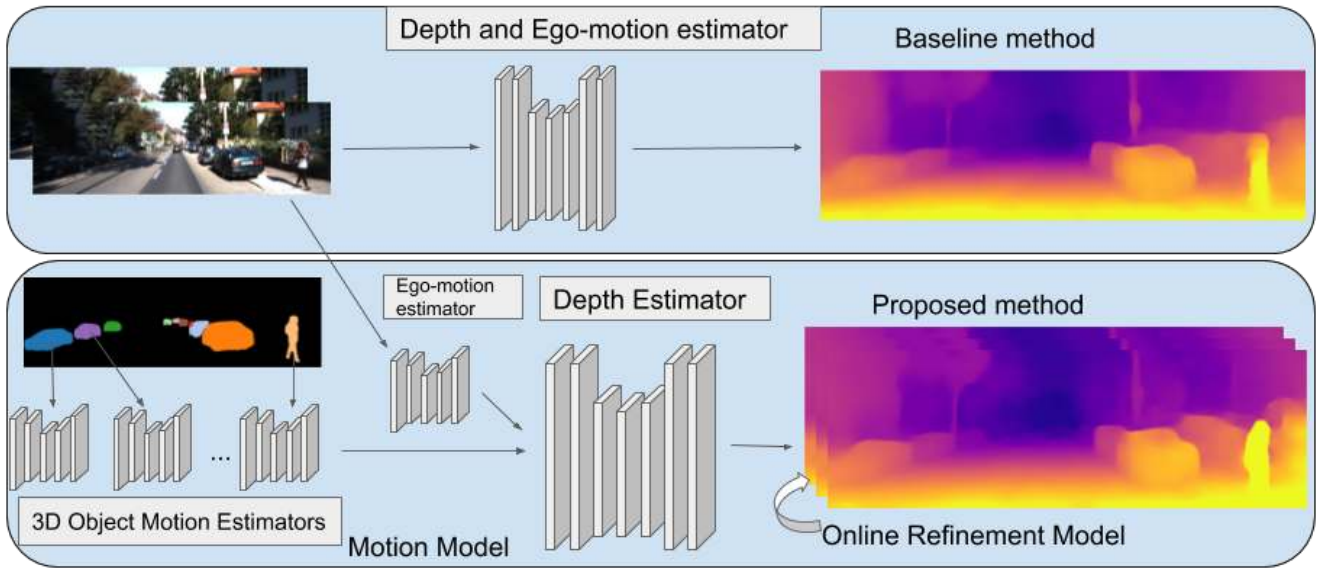 Depth and Ego-motion estimator
Baseline method
Ego-motion
estimator
Depth Estimator
Proposed method
...
3D Object Motion Estimators
Motion Model
Online Refinement Model